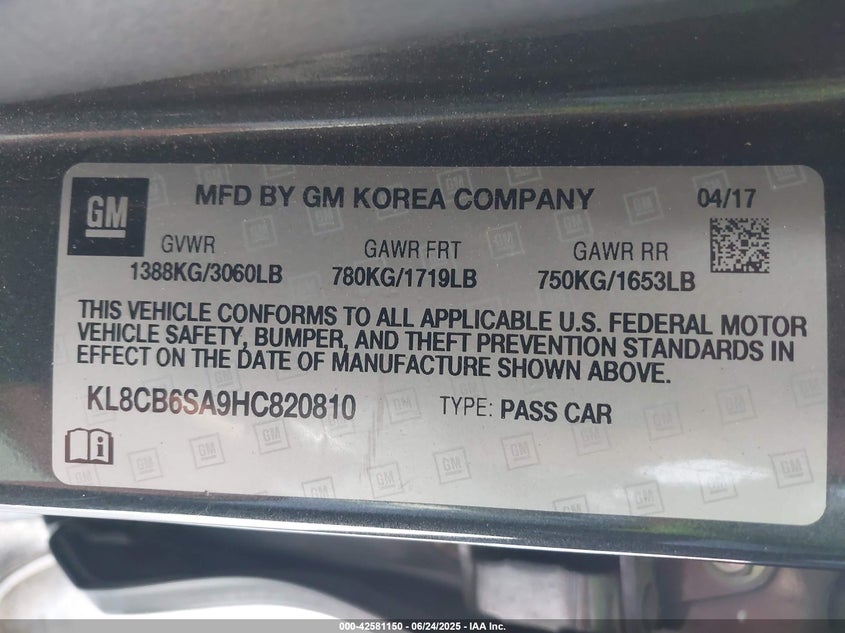 GM
MFD BY GM KOREA COMPANY 04/17
GVWR GAWR FRT GAWR RR
1388KG/3060LB 780KG/1719LB 750KG/1653LB
THIS VEHICLE CONFORMS TO ALL APPLICABLE U.S. FEDERAL MOTOR
VEHICLE SAFETY, BUMPER, AND THEFT PREVENTION STANDARDS IN
EFFECT ON THE DATE OF MANUFACTURE SHOWN ABOVE.
KL8CB6SA9HC820810 TYPE: PASS CAR
000-42581150 - 06/24/2025 - IAA Inc.